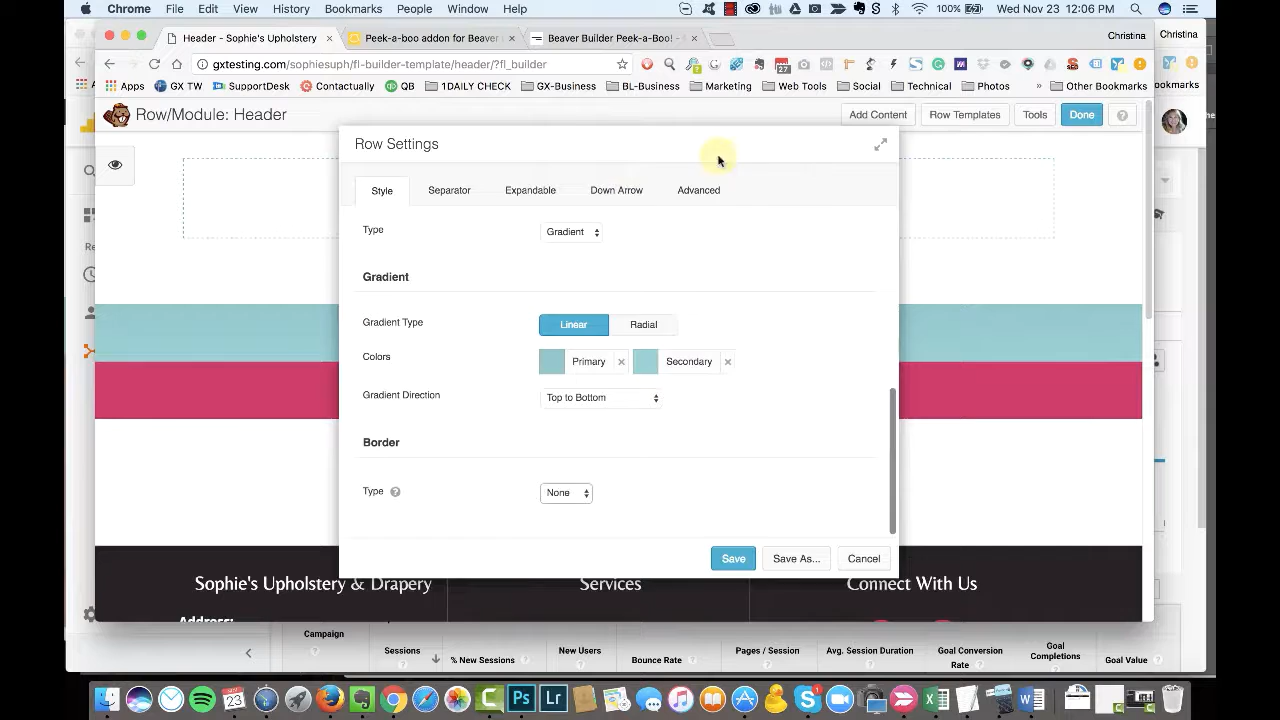 Chrome File Edit View History Bookmarks People Window Help 100% Wed Nov 23 12:06 PM
Header - Sophie's Upholstery × Peek-a-boo addon for Beaver × Beaver Builder Peek-a-Boo! - × Christina Christina
gxtesting.com/sophiesuph/fl-builder-template/header/?fl_builder
Apps GX TW SupportDesk Contactually QB 1DAILY CHECK GX-Business BL-Business Marketing Web Tools Social Technical Photos » Other Bookmarks
Row/Module: Header Add Content Row Templates Tools Done ?
Row Settings
Style Separator Expandable Down Arrow Advanced
Type Gradient
Gradient
Gradient Type Linear Radial
Colors Primary × Secondary ×
Gradient Direction Top to Bottom
Border
Type ? None
Save Save As... Cancel
Sophie's Upholstery & Drapery Services Connect With Us
Address:
Campaign Sessions % New Sessions New Users Bounce Rate Pages / Session Avg. Session Duration Goal Conversion Rate Goal Completions Goal Value